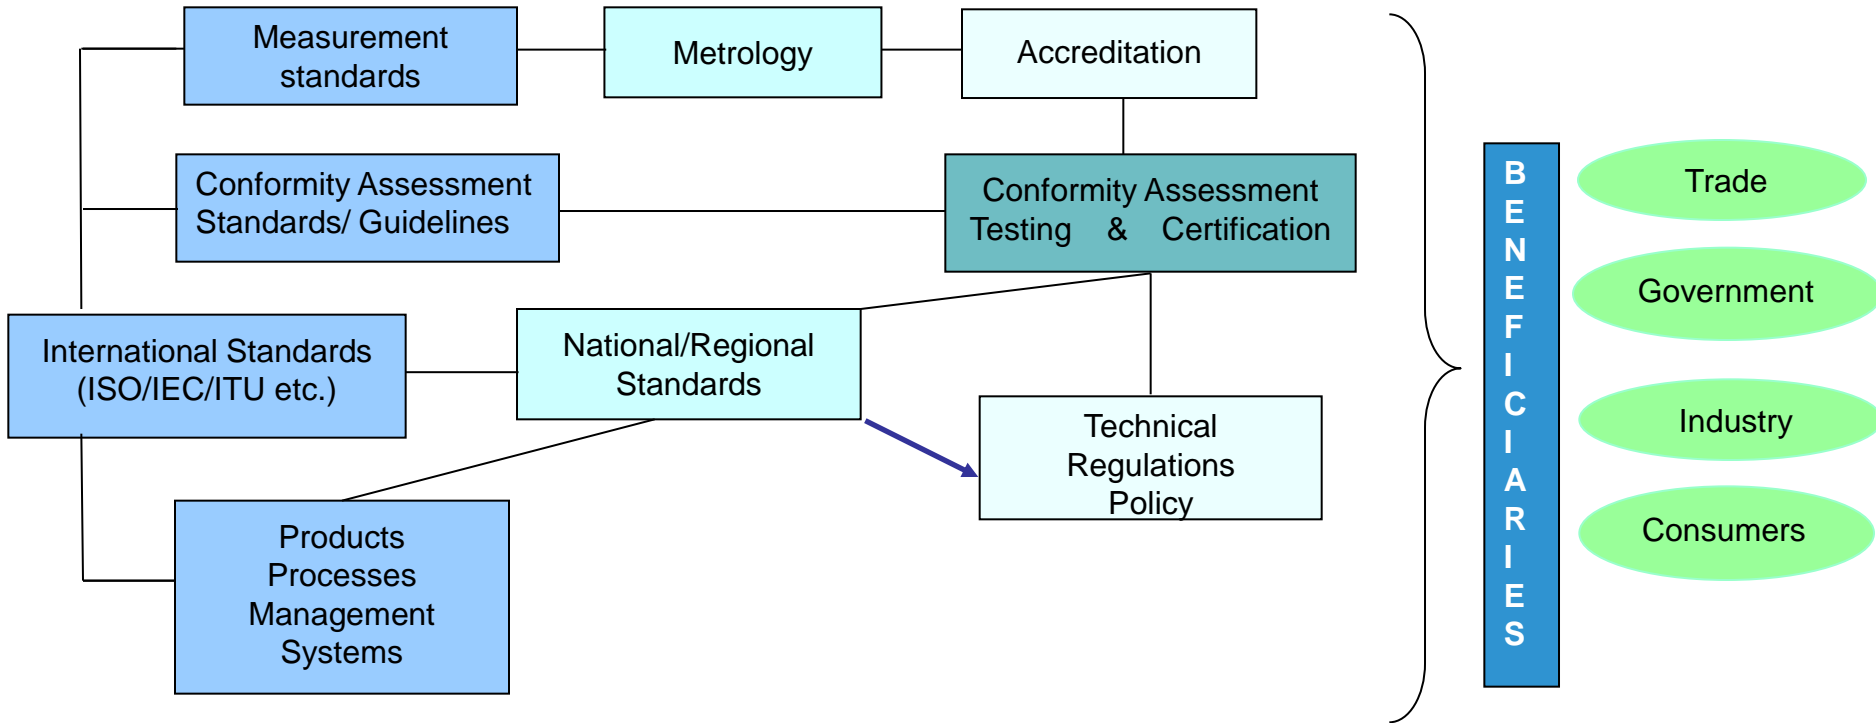 Measurement
standards
Metrology
Accreditation
Conformity Assessment
Standards/ Guidelines
Conformity Assessment
Testing & Certification
International Standards
(ISO/IEC/ITU etc.)
National/Regional
Standards
Technical
Regulations
Policy
Products
Processes
Management
Systems
B
E
N
E
F
I
C
I
A
R
I
E
S
Trade
Government
Industry
Consumers